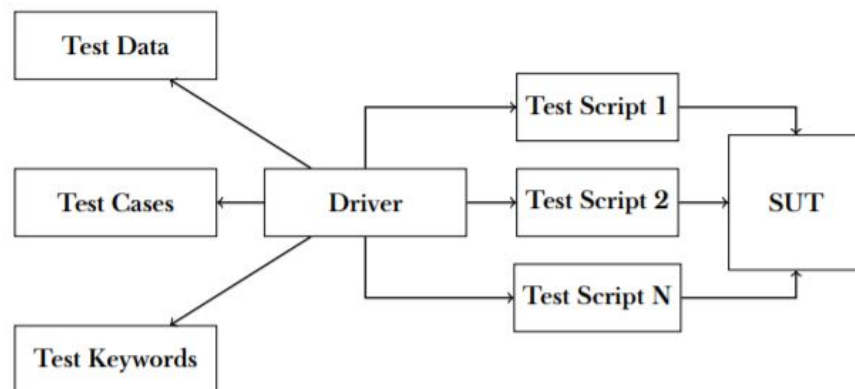 Test Data
Test Script 1
Test Cases
Driver
Test Script 2
SUT
Test Script N
Test Keywords